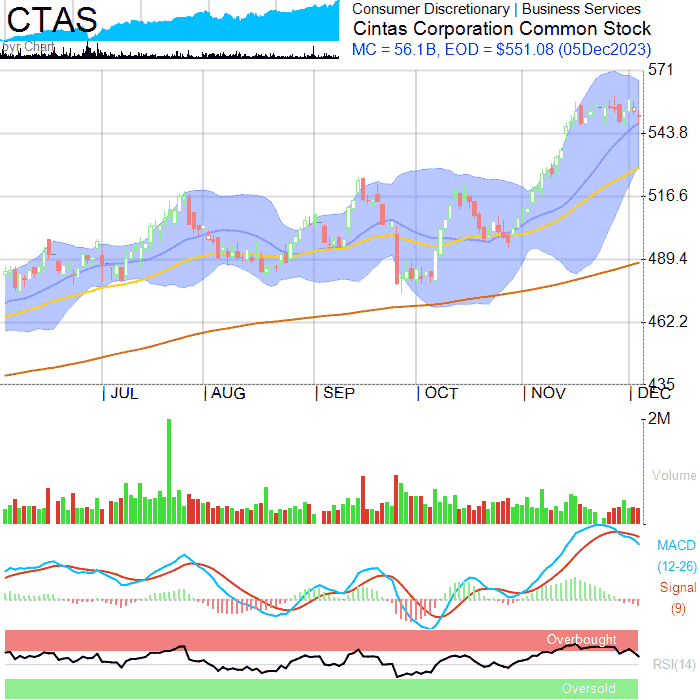 CTAS
5yr Chart
Consumer Discretionary | Business Services
Cintas Corporation Common Stock
MC = 56.1B, EOD = $551.08 (05Dec2023)
571
543.8
516.6
489.4
462.2
435
JUL AUG SEP OCT NOV DEC
2M
Volume
MACD
(12-26)
Signal
(9)
Overbought
RSI(14)
Oversold